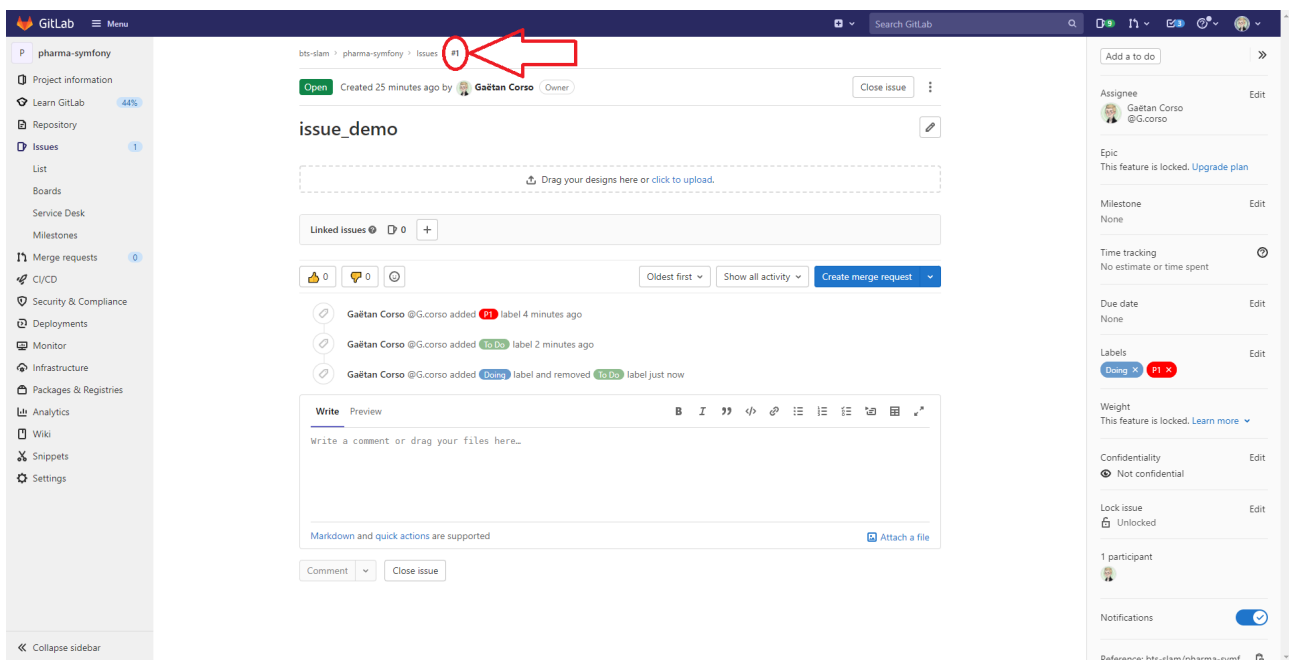 GitLab Menu Search GitLab 9 3
P pharma-symfony
Project information
Learn GitLab 44%
Repository
Issues 1
List
Boards
Service Desk
Milestones
Merge requests 0
CI/CD
Security & Compliance
Deployments
Monitor
Infrastructure
Packages & Registries
Analytics
Wiki
Snippets
Settings
Collapse sidebar
bts-slam > pharma-symfony > Issues #1
Open Created 25 minutes ago by Gaëtan Corso Owner Close issue
issue_demo
Drag your designs here or click to upload.
Linked issues 0 +
0 0 Oldest first Show all activity Create merge request
Gaëtan Corso @G.corso added P1 label 4 minutes ago
Gaëtan Corso @G.corso added To Do label 2 minutes ago
Gaëtan Corso @G.corso added Doing label and removed To Do label just now
Write Preview B I
Write a comment or drag your files here…
Markdown and quick actions are supported Attach a file
Comment Close issue
Add a to do
Assignee Edit
Gaëtan Corso
@G.corso
Epic
This feature is locked. Upgrade plan
Milestone Edit
None
Time tracking
No estimate or time spent
Due date Edit
None
Labels Edit
Doing × P1 ×
Weight
This feature is locked. Learn more
Confidentiality Edit
Not confidential
Lock issue Edit
Unlocked
1 participant
Notifications
Reference: bts-slam/pharma-symf